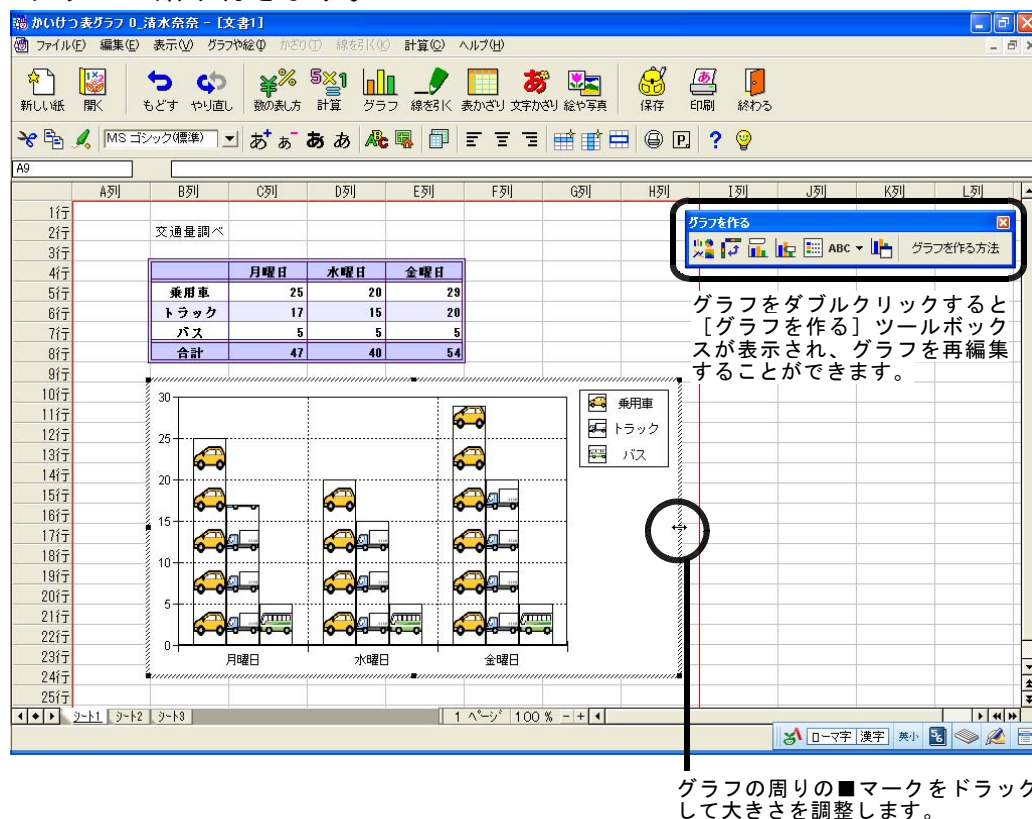 かいけつ表グラフ 0_清水奈奈 - [文書1]
ファイル(F) 編集(E) 表示(V) グラフや絵(I) かざり(T) 線を引く(K) 計算(C) ヘルプ(H)
新しい紙 開く もどす やり直し 数の表し方 計算 グラフ 線を引く 表かざり 文字かざり 絵や写真 保存 印刷 終わる
MS ゴシック(標準)
A9
A列 B列 C列 D列 E列 F列 G列 H列 I列 J列 K列 L列
1行
2行 交通量調べ
3行
4行 月曜日 水曜日 金曜日
5行 乗用車 25 20 29
6行 トラック 17 15 20
7行 バス 5 5 5
8行 合計 47 40 54
9行
10行
11行
12行
13行
14行
15行
16行
17行
18行
19行
20行
21行
22行
23行
24行
25行
グラフを作る
ABC グラフを作る方法
グラフをダブルクリックすると
[グラフを作る] ツールボック
スが表示され、グラフを再編集
することができます。
30
25
20
15
10
5
0
月曜日 水曜日 金曜日
乗用車
トラック
バス
シート1 シート2 シート3 1 ページ 100 % - +
ローマ字 漢字 英小
グラフの周りの■マークをドラック
して大きさを調整します。